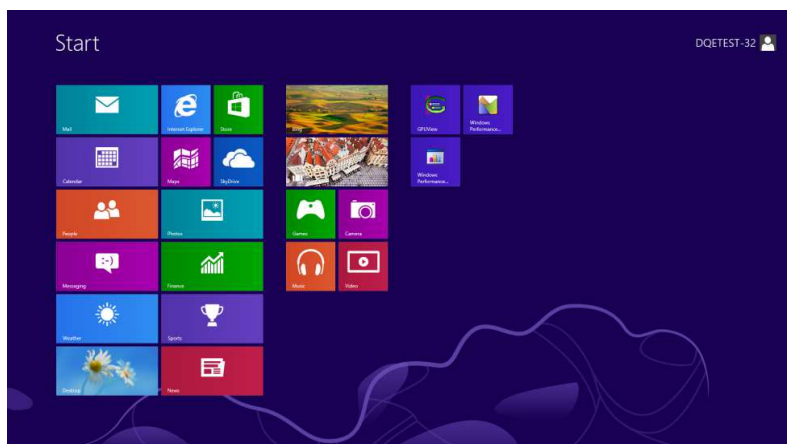 Start
DQETEST-32
Mail
Internet Explorer
Store
Bing
GPUView
Windows
Performance...
Calendar
Maps
SkyDrive
Windows
Performance...
People
Photos
Games
Camera
Messaging
Finance
Music
Video
Weather
Sports
Desktop
News